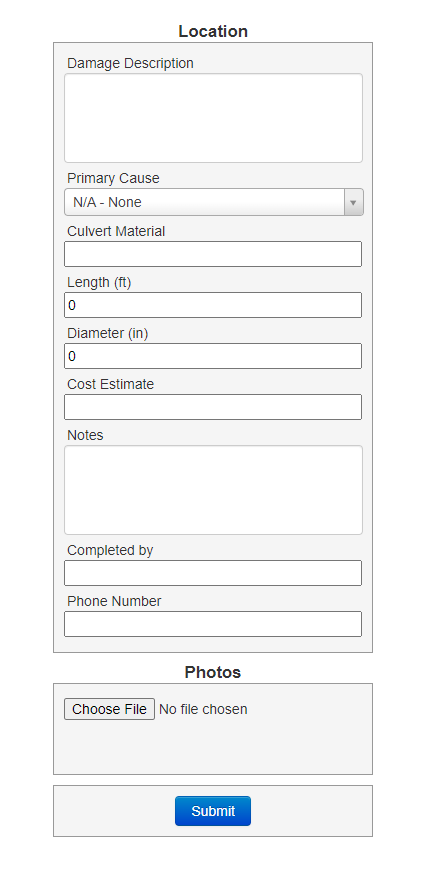 Location
Damage Description
Primary Cause
N/A - None
Culvert Material
Length (ft)
0
Diameter (in)
0
Cost Estimate
Notes
Completed by
Phone Number
Photos
Choose File No file chosen
Submit